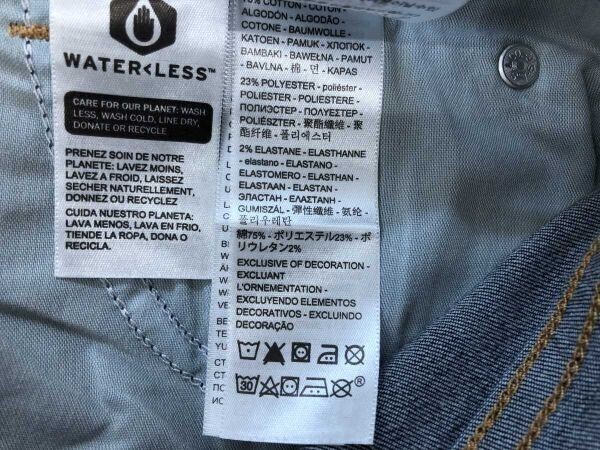 WATER<LESS™
CARE FOR OUR PLANET: WASH
LESS, WASH COLD, LINE DRY,
DONATE OR RECYCLE
PRENEZ SOIN DE NOTRE
PLANETE: LAVEZ MOINS,
LAVEZ A FROID, LAISSEZ
SECHER NATURELLEMENT,
DONNEZ OU RECYCLEZ
CUIDA NUESTRO PLANETA:
LAVA MENOS, LAVA EN FRIO,
TIENDE LA ROPA, DONA O
RECICLA.
COTTON - COTON -
ALGODÓN - ALGODÃO -
COTONE - BAUMWOLLE -
KATOEN - PAMUK - ХЛОПОК -
BAMBAKI - BAWEŁNA - PAMUT
- BAVLNA - 棉 - 면 - KAPAS
23% POLYESTER - poliéster -
POLIESTER - POLIESTERE -
ПОЛИЭСТЕР - POLYESTER -
POLIÉSZTER - 聚酯纖維 - 聚
酯纤维 - 폴리에스터
2% ELASTANE - ELASTHANNE
- elastano - ELASTANO -
ELASTOMERO - ELASTHAN -
ELASTAAN - ELASTAN -
ЭЛАСТАН - ELASTANĂ -
GUMISZÁL - 彈性纖維 - 氨纶 -
폴리우레탄
綿75% - ポリエステル23% - ポ
リウレタン2%
EXCLUSIVE OF DECORATION -
EXCLUANT
L'ORNEMENTATION -
EXCLUYENDO ELEMENTOS
DECORATIVOS - EXCLUINDO
DECORAÇÃO
30 ®